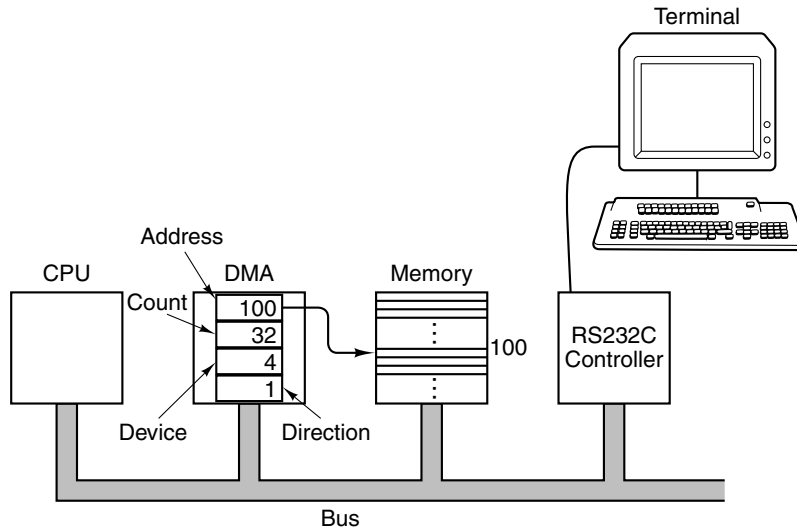 Terminal
Address
CPU
DMA
Memory
Count
100
32
4
1
100
RS232C
Controller
Device
Direction
Bus